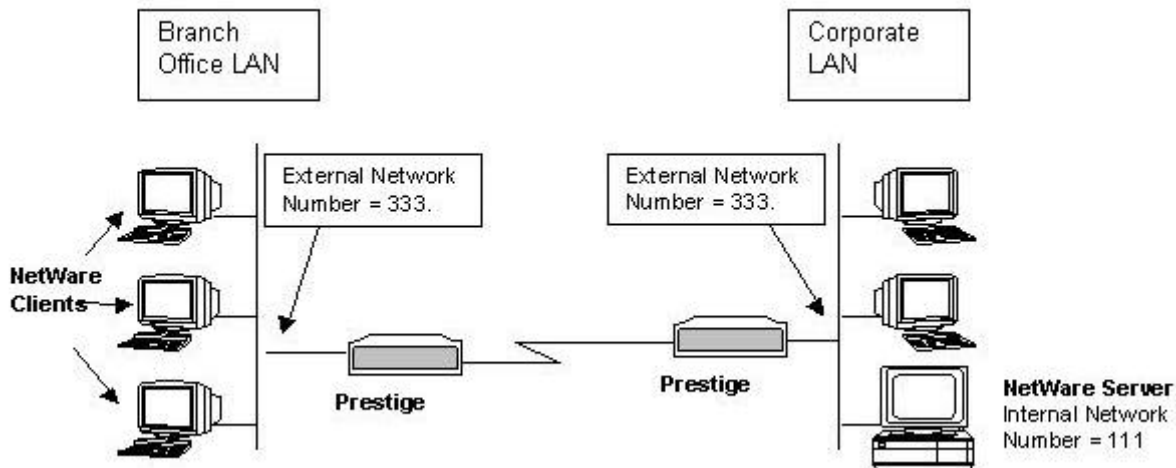 Branch
Office LAN
Corporate
LAN
External Network
Number = 333.
External Network
Number = 333.
NetWare
Clients
Prestige
Prestige
NetWare Server
Internal Network
Number = 111